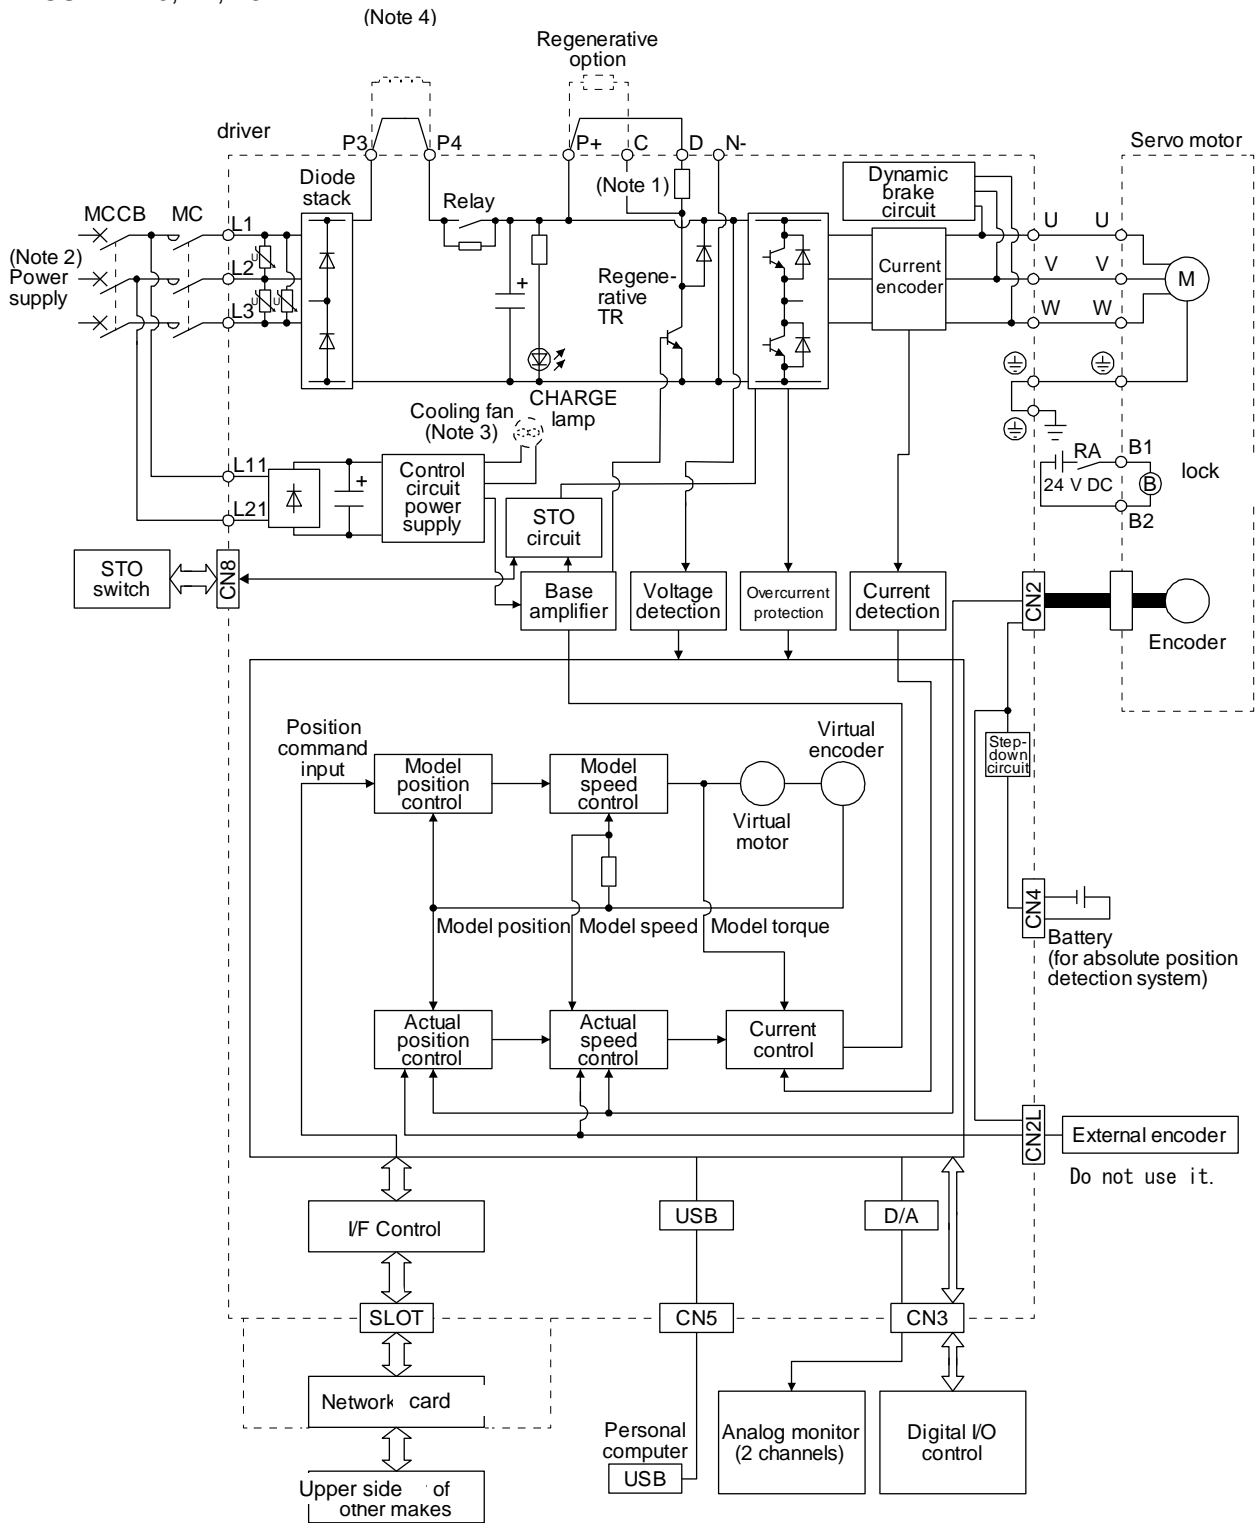 (Note 4)
Regenerative
option
driver
P3
P4
P+
C
D
N-
Servo motor
Diode
stack
(Note 1)
Dynamic
brake
circuit
MCCB
MC
L1
Relay
U
U
(Note 2)
Power
supply
L2
U
Regene-
rative
TR
+
Current
encoder
V
V
M
L3
U
U
W
W
CHARGE
lamp
Cooling fan
(Note 3)
L11
+
Control
circuit
power
supply
RA
B1
lock
24 V DC
B
L21
STO
circuit
B2
STO
switch
CN8
Base
amplifier
Voltage
detection
Overcurrent
protection
Current
detection
CN2
Encoder
Position
command
input
Virtual
encoder
Step-
down
circuit
Model
position
control
Model
speed
control
Virtual
motor
CN4
Model position
Model speed
Model torque
Battery
(for absolute position
detection system)
Actual
position
control
Actual
speed
control
Current
control
CN2L
External encoder
Do not use it.
I/F Control
USB
D/A
SLOT
CN5
CN3
Network card
Personal
computer
USB
Analog monitor
(2 channels)
Digital I/O
control
Upper side of
other makes